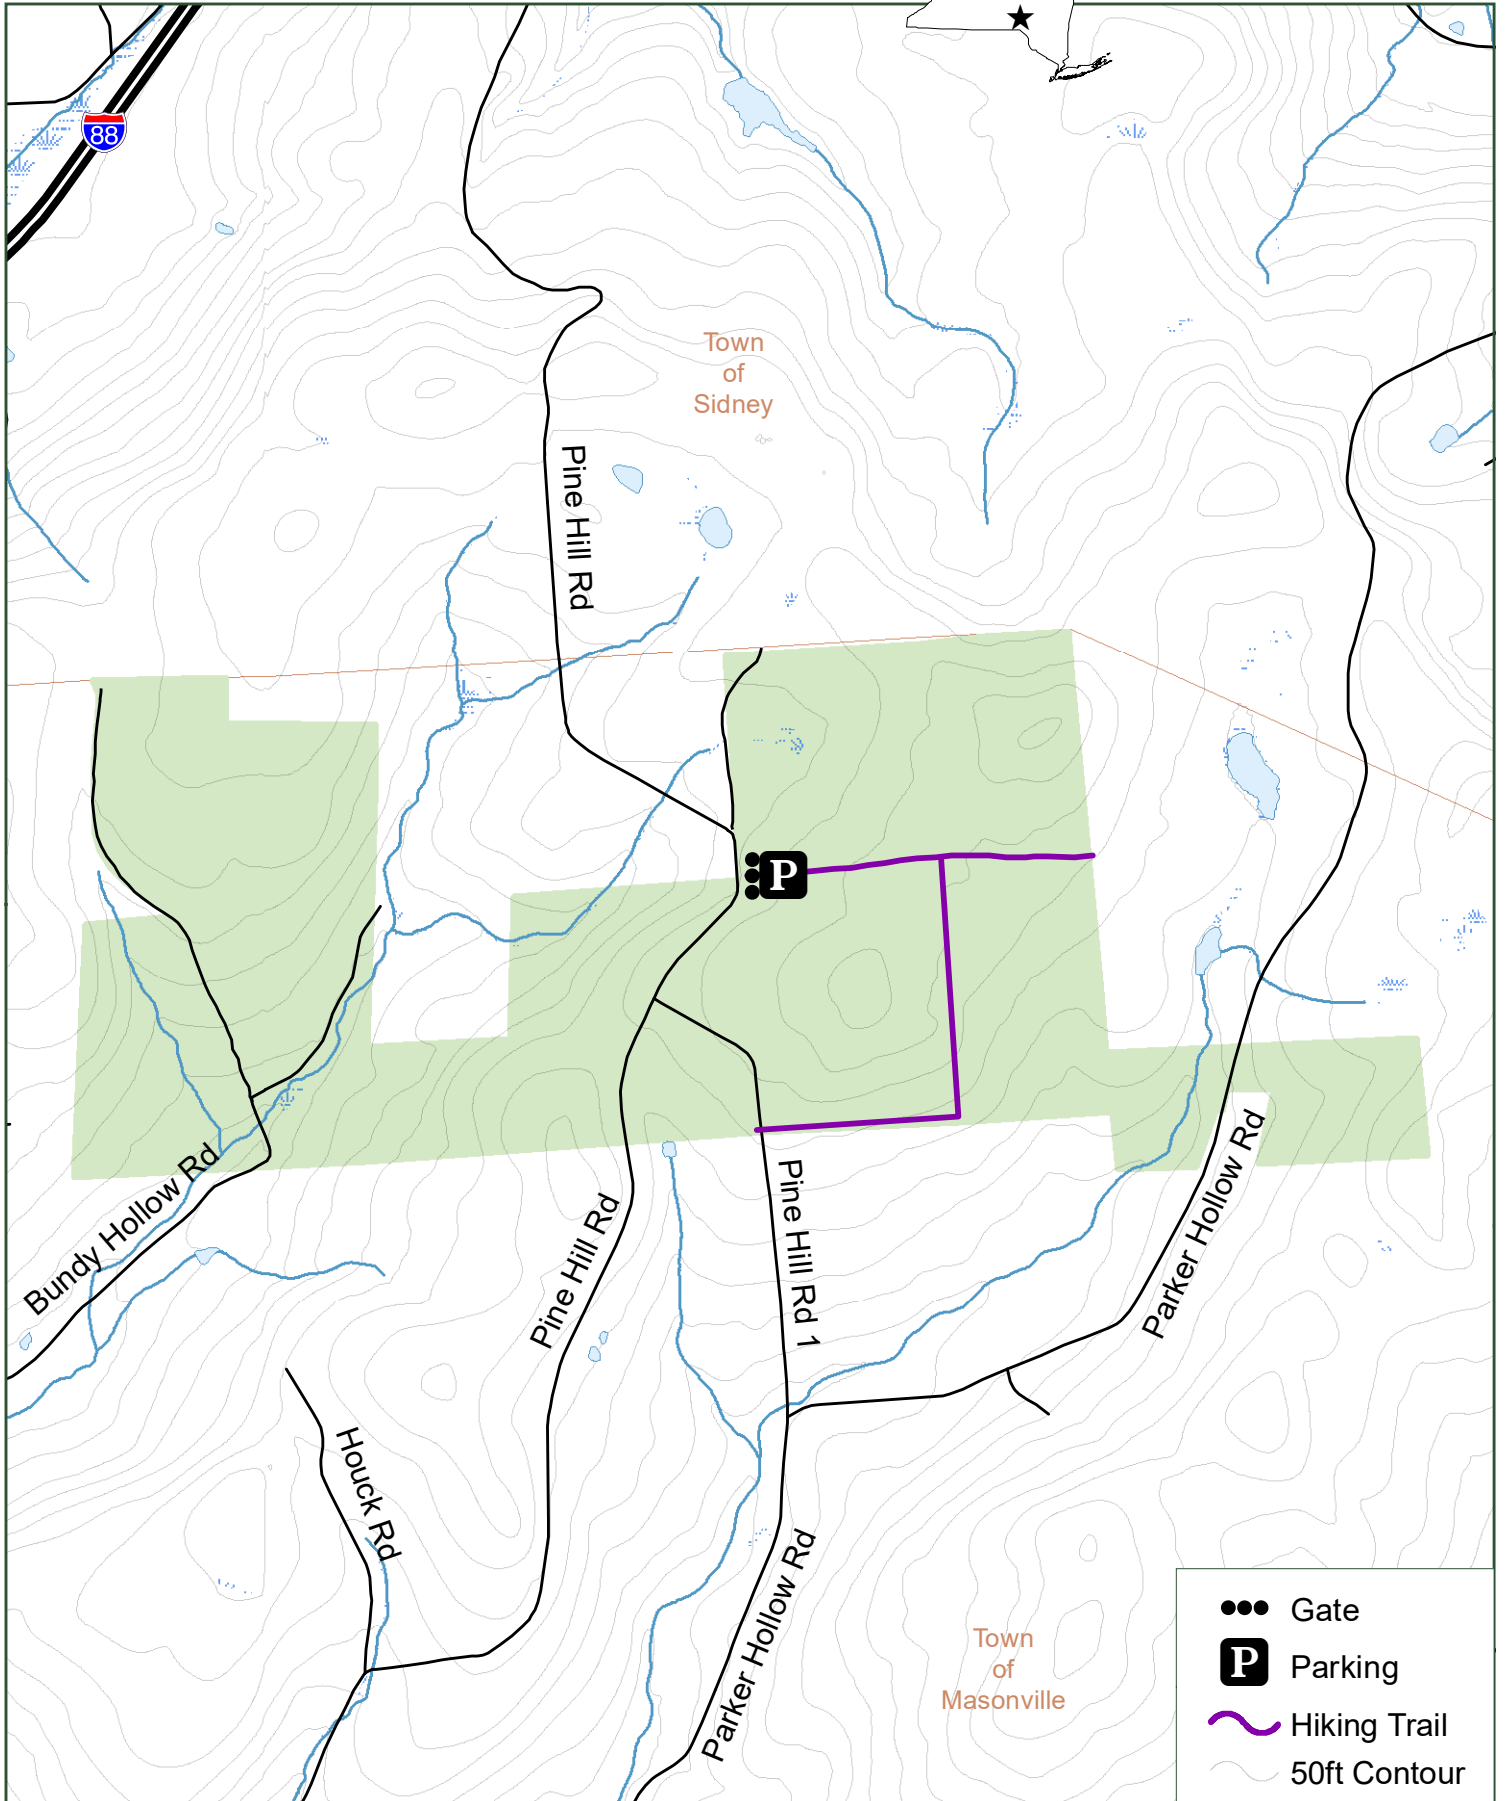 88
Town
of
Sidney
Pine Hill Rd
P
Bundy Hollow Rd
Pine Hill Rd
Pine Hill Rd 1
Parker Hollow Rd
Houck Rd
Parker Hollow Rd
Town
of
Masonville
Gate
P Parking
Hiking Trail
50ft Contour